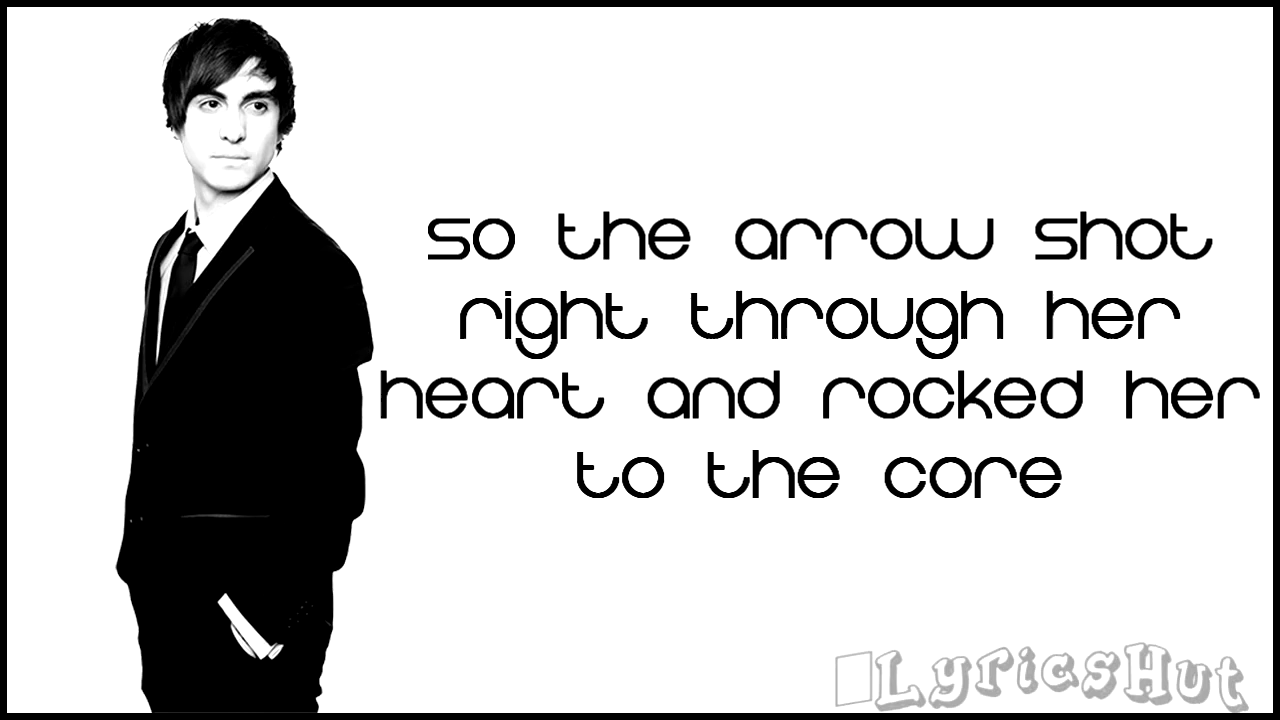 So the arrow shot
right through her
heart and rocked her
to the core
LyricsHut